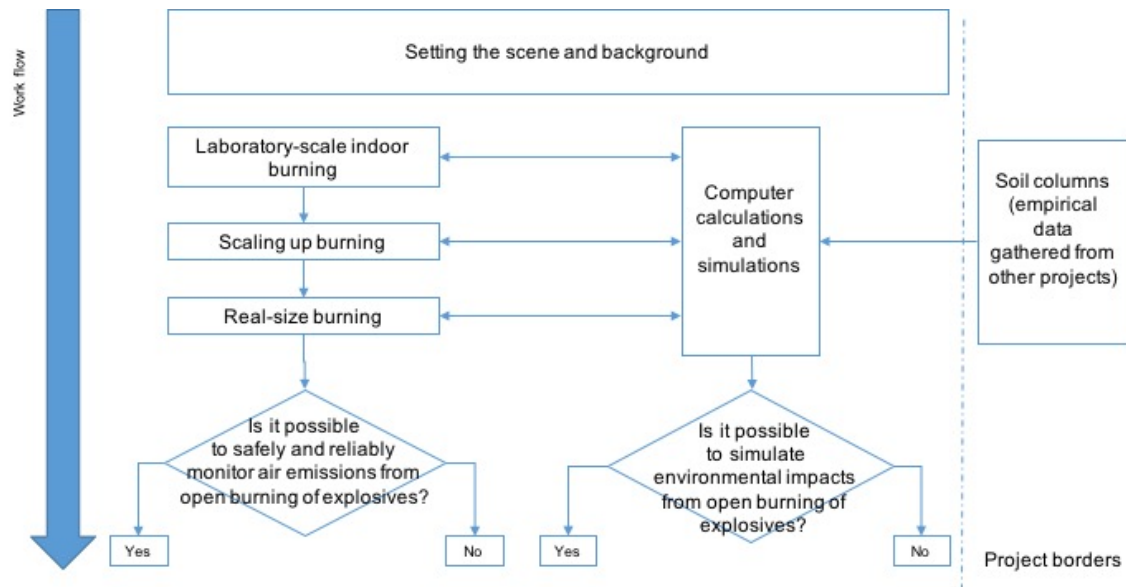 Work flow
Setting the scene and background
Laboratory-scale indoor
burning
Scaling up burning
Real-size burning
Computer
calculations
and
simulations
Soil columns
(empirical
data
gathered from
other projects)
Is it possible
to safely and reliably
monitor air emissions from
open burning of explosives?
Yes
No
Is it possible
to simulate
environmental impacts
from open burning of
explosives?
Yes
No
Project borders